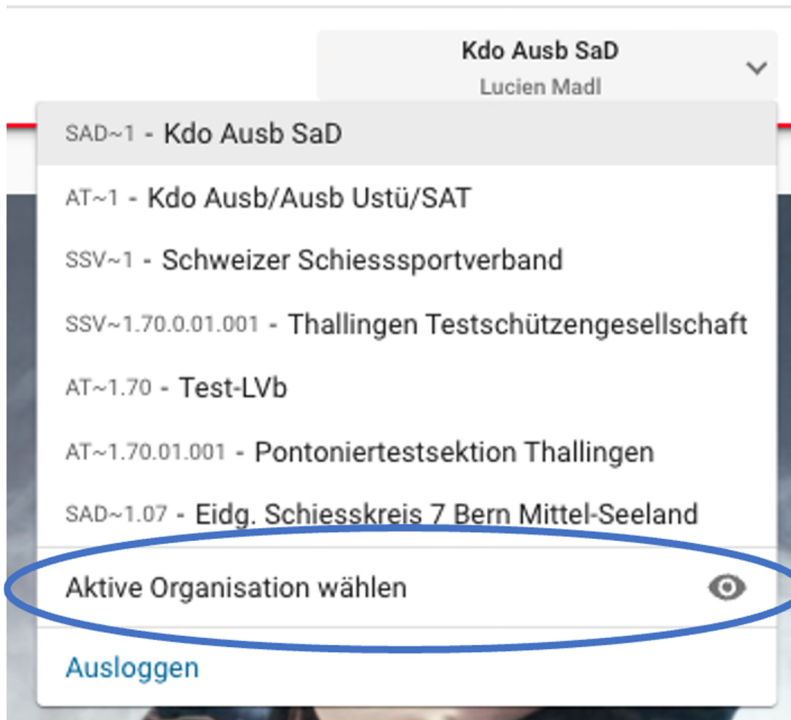 Kdo Ausb SaD
Lucien Madl
SAD~1 - Kdo Ausb SaD
AT~1 - Kdo Ausb/Ausb Ustü/SAT
SSV~1 - Schweizer Schiesssportverband
SSV~1.70.0.01.001 - Thallingen Testschützengesellschaft
AT~1.70 - Test-LVb
AT~1.70.01.001 - Pontoniertestsektion Thallingen
SAD~1.07 - Eidg. Schiesskreis 7 Bern Mittel-Seeland
Aktive Organisation wählen
Ausloggen